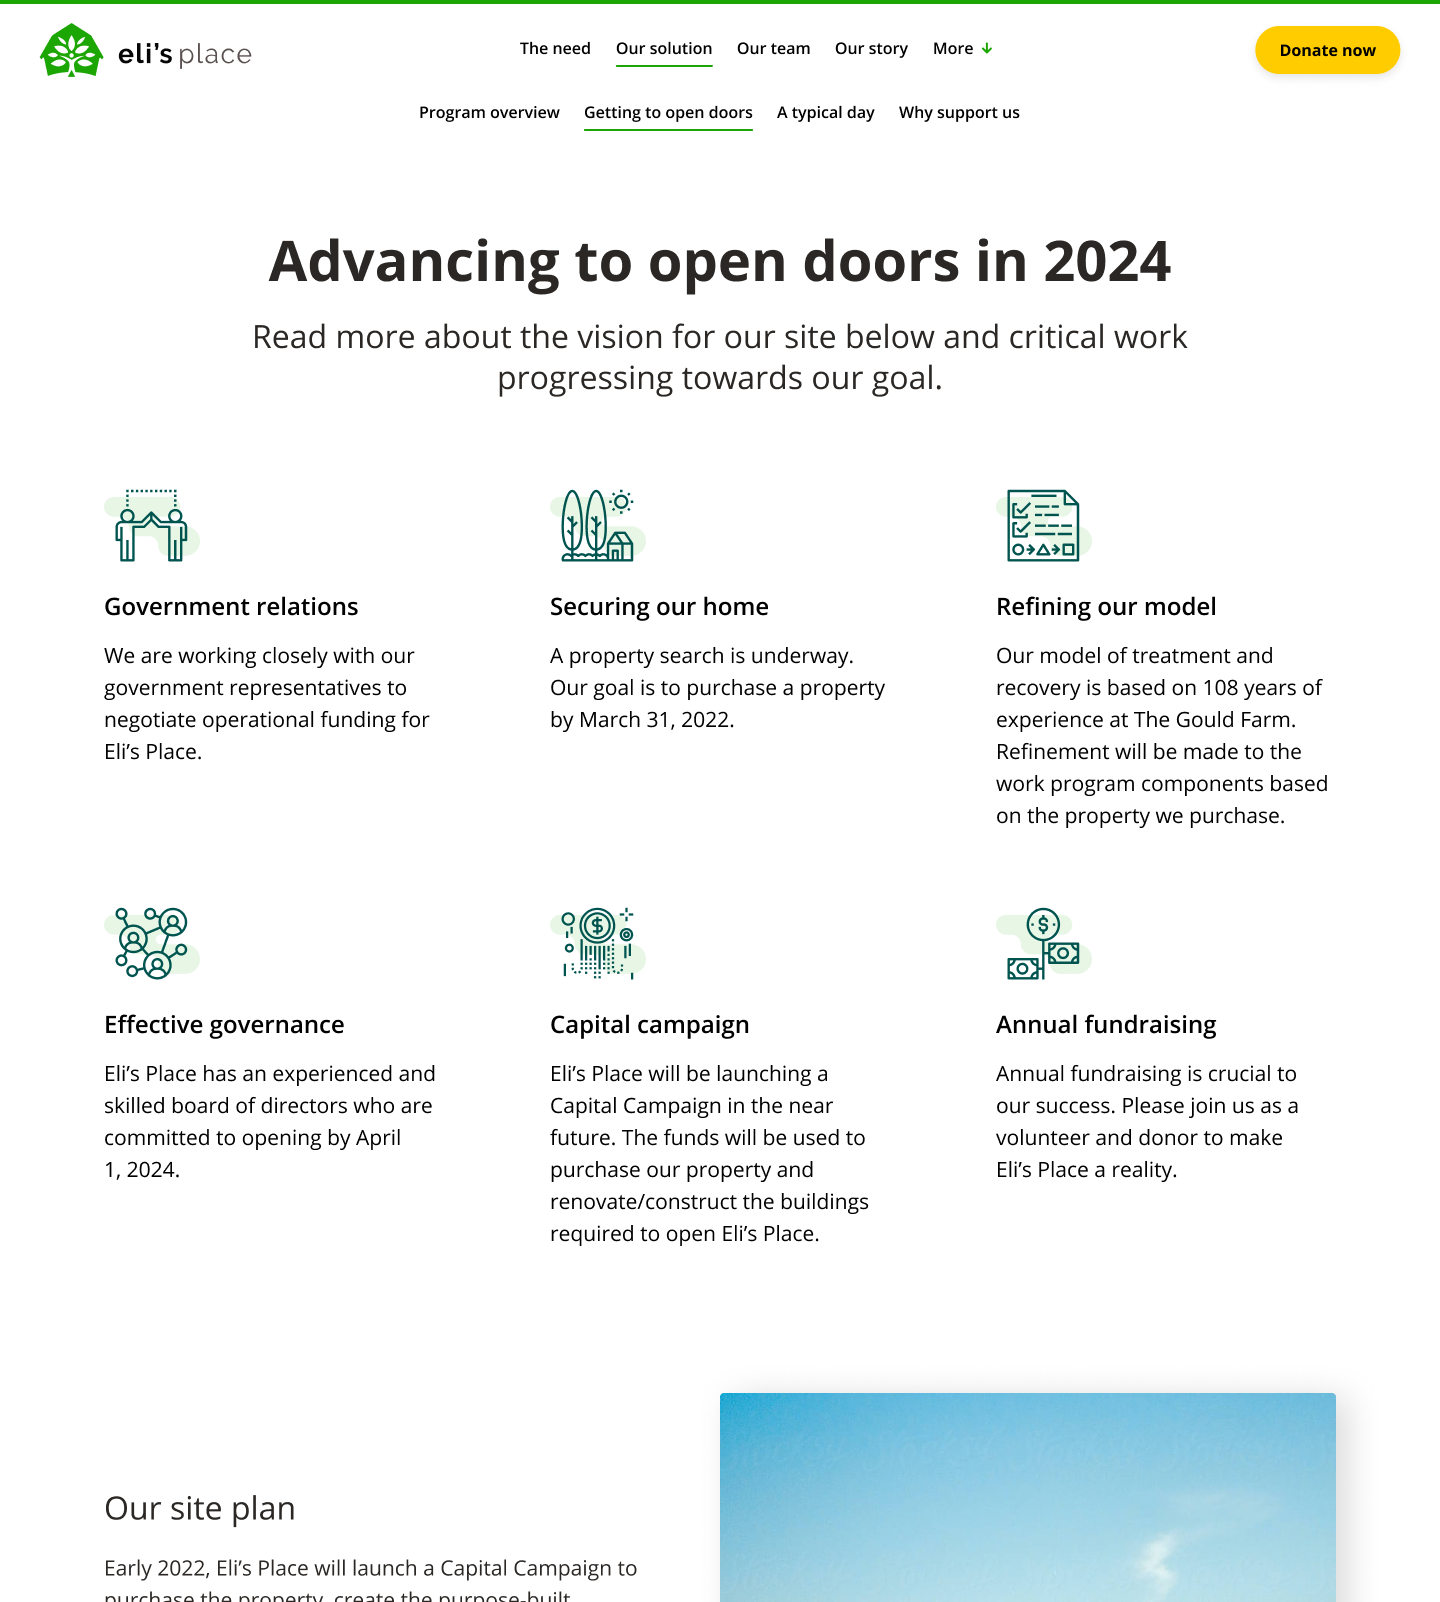 eli's place
The need Our solution Our team Our story More
Donate now
Program overview Getting to open doors A typical day Why support us
Advancing to open doors in 2024
Read more about the vision for our site below and critical work
progressing towards our goal.
Government relations
We are working closely with our
government representatives to
negotiate operational funding for
Eli’s Place.
Securing our home
A property search is underway.
Our goal is to purchase a property
by March 31, 2022.
Refining our model
Our model of treatment and
recovery is based on 108 years of
experience at The Gould Farm.
Refinement will be made to the
work program components based
on the property we purchase.
Effective governance
Eli’s Place has an experienced and
skilled board of directors who are
committed to opening by April
1, 2024.
Capital campaign
Eli’s Place will be launching a
Capital Campaign in the near
future. The funds will be used to
purchase our property and
renovate/construct the buildings
required to open Eli’s Place.
Annual fundraising
Annual fundraising is crucial to
our success. Please join us as a
volunteer and donor to make
Eli’s Place a reality.
Our site plan
Early 2022, Eli’s Place will launch a Capital Campaign to
purchase the property, create the purpose-built